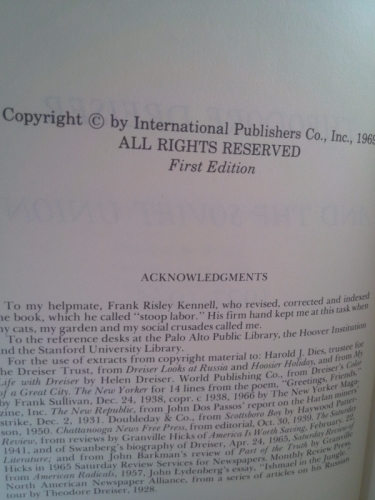 Copyright © by International Publishers Co., Inc., 1969
ALL RIGHTS RESERVED
First Edition
ACKNOWLEDGMENTS
To my helpmate, Frank Risley Kennell, who revised, corrected and indexed
the book, which he called "stoop labor." His firm hand kept me at this task when
my cats, my garden and my social crusades called me.
To the reference desks at the Palo Alto Public Library, the Hoover Institution
and the Stanford University Library.
For the use of extracts from copyright material to: Harold J. Dies, trustee for
the Dreiser Trust, from Dreiser Looks at Russia and Hoosier Holiday, and from My
Life with Dreiser by Helen Dreiser. World Publishing Co., from Dreiser's Color
of a Great City. The New Yorker for 14 lines from the poem, "Greetings, Friends,"
by Frank Sullivan, Dec. 24, 1938, copr. c 1938, 1966 by The New Yorker Maga-
zine, Inc. The New Republic, from John Dos Passos' report on the Harlan miners
strike, Dec. 2, 1931. Doubleday & Co., from Scottsboro Boy by Haywood Patter-
son, 1950. Chattanooga News Free Press, from editorial, Oct. 30, 1959. The Saturday
Review, from reviews by Granville Hicks of America Is Worth Saving, February 22,
1941, and of Swanberg's biography of Dreiser, Apr. 24, 1965, Saturday Review of
Literature; and from John Barkman's review of Part of the Truth by Granville
Hicks in 1965 Saturday Review Services for Newspapers. Monthly Review Press,
from American Radicals, 1957, John Lydenberg's essay, "Ishmael in the Jungle."
North American Newspaper Alliance, from a series of articles on his Russian
tour by Theodore Dreiser, 1928.